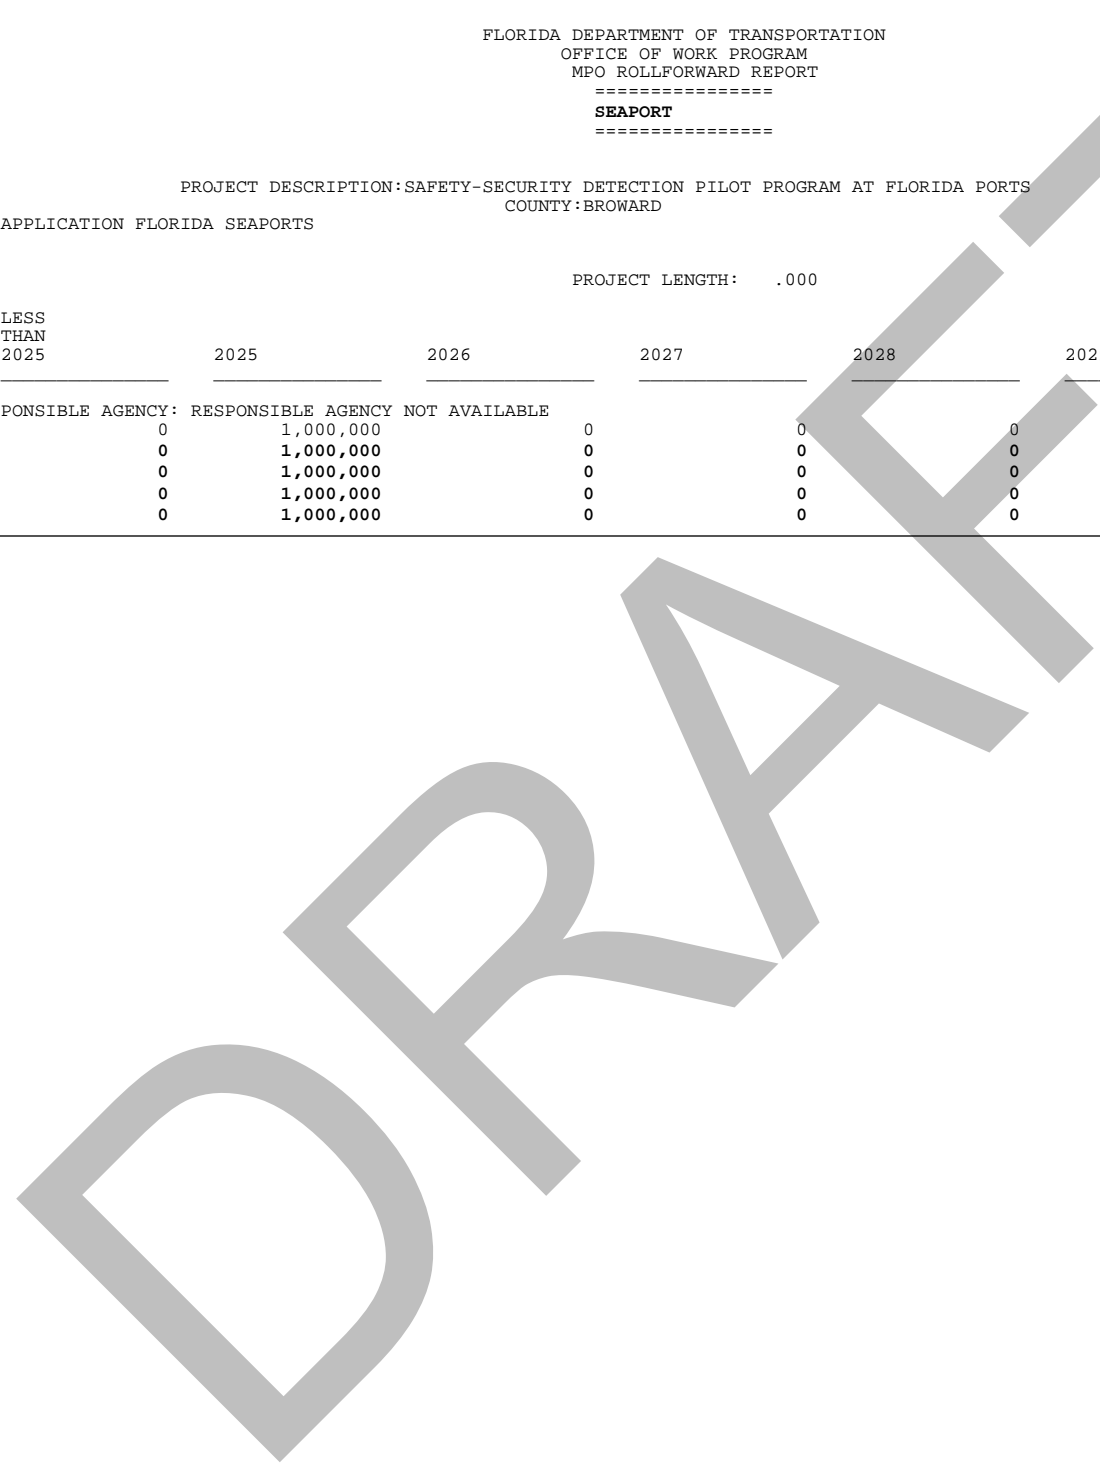 FLORIDA DEPARTMENT OF TRANSPORTATION
OFFICE OF WORK PROGRAM
MPO ROLLFORWARD REPORT
================
SEAPORT
================
PROJECT DESCRIPTION:SAFETY-SECURITY DETECTION PILOT PROGRAM AT FLORIDA PORTS
COUNTY:BROWARD
APPLICATION FLORIDA SEAPORTS
PROJECT LENGTH: .000
LESS
THAN
2025 2025 2026 2027 2028 202
PONSIBLE AGENCY: RESPONSIBLE AGENCY NOT AVAILABLE
0 1,000,000 0 0 0
0 1,000,000 0 0 0
0 1,000,000 0 0 0
0 1,000,000 0 0 0
0 1,000,000 0 0 0
DRAFT